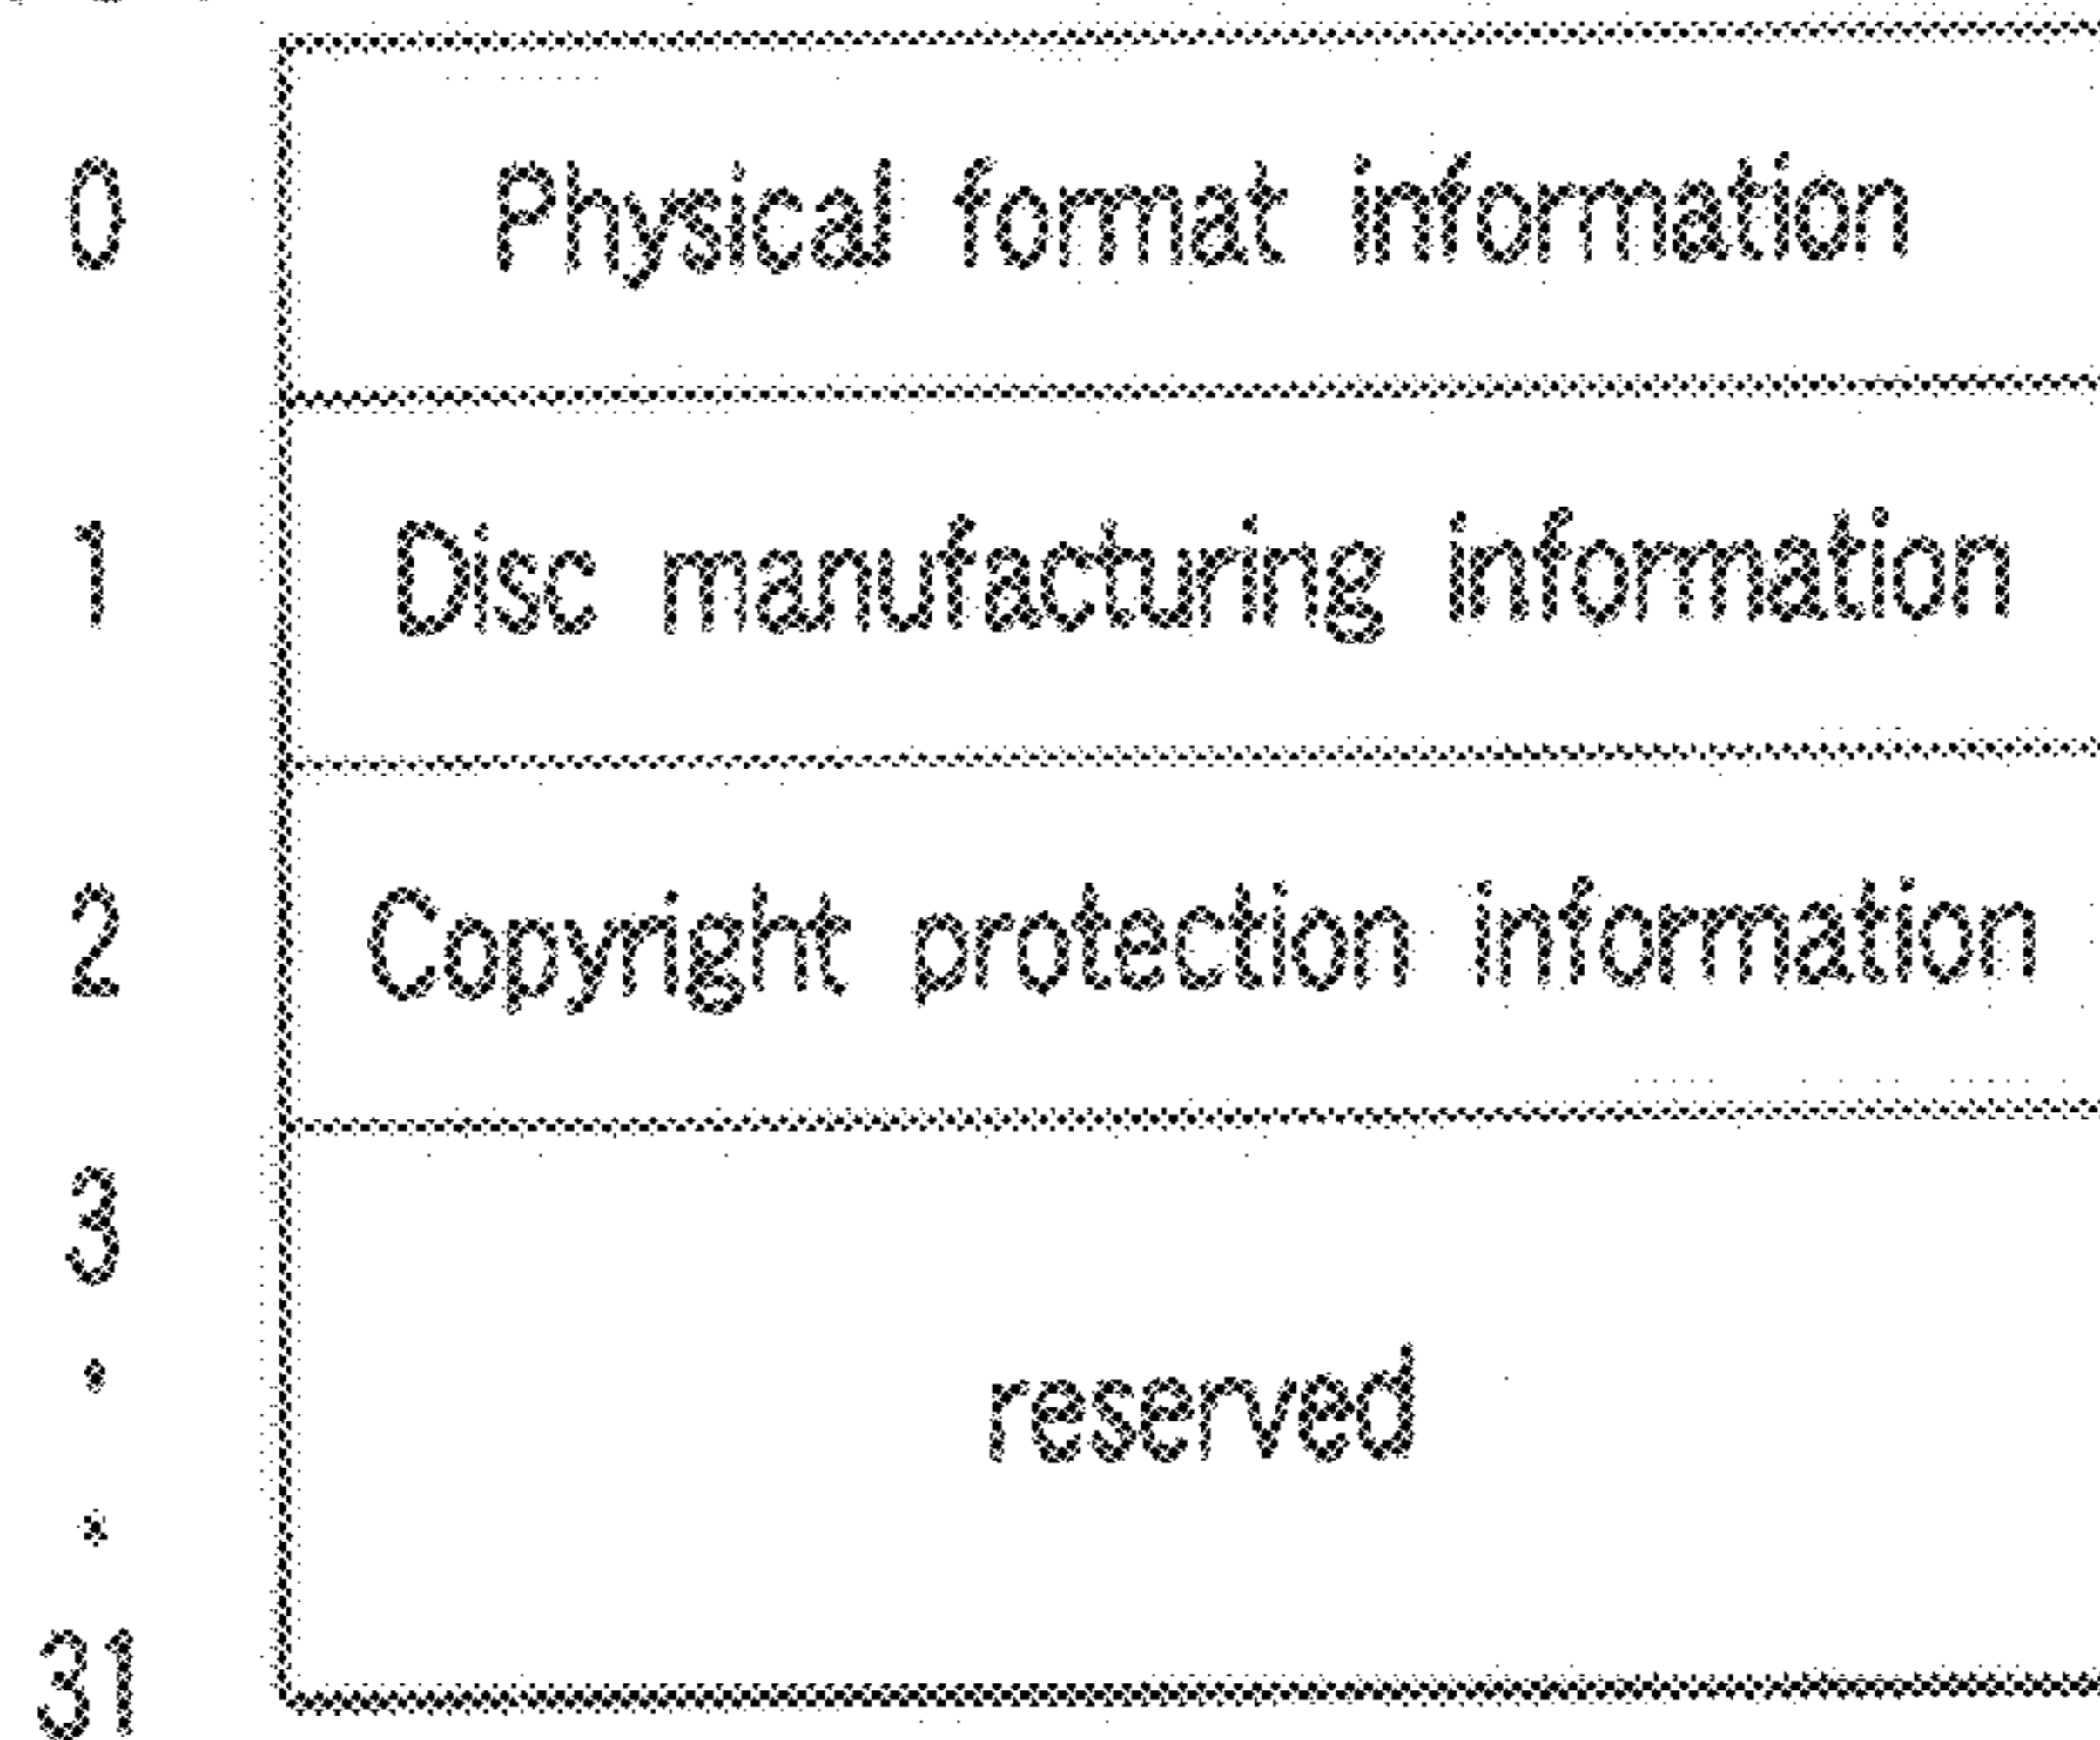 0 Physical format information
1 Disc manufacturing information
2 Copyright protection information
3
reserved
31